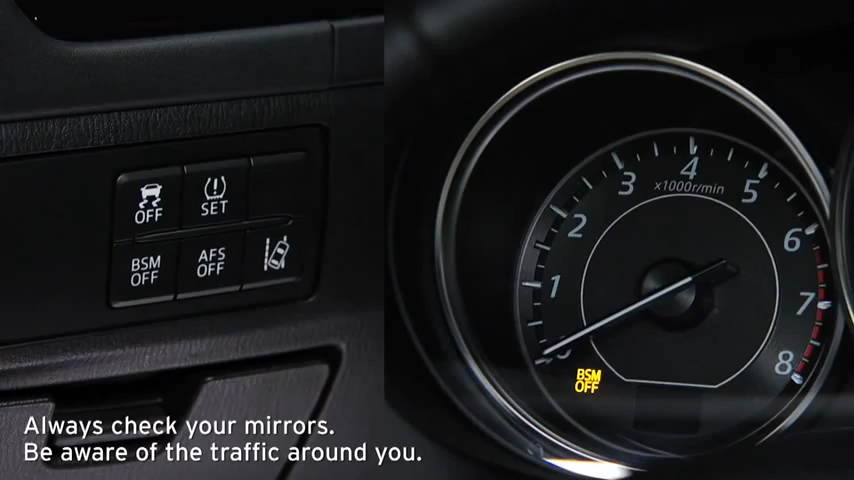 OFF
SET
BSM
OFF
AFS
OFF
Always check your mirrors.
Be aware of the traffic around you.
4
3
5
x1000r/min
2
6
1
7
0
8
BSM
OFF